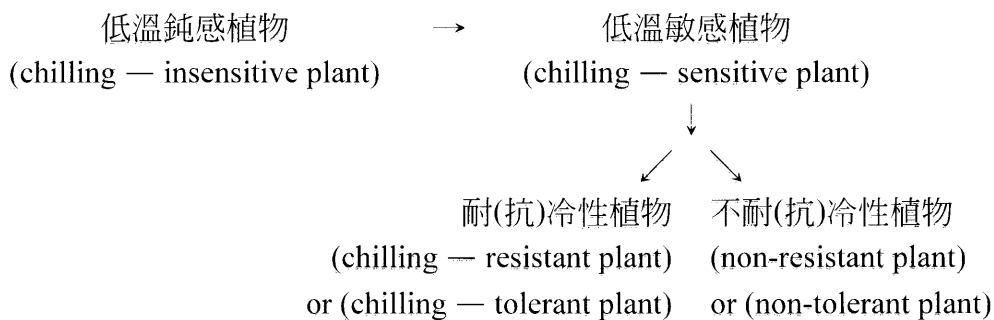 低溫鈍感植物 → 低溫敏感植物
(chilling — insensitive plant) (chilling — sensitive plant)
↓
↙ ↘
耐(抗)冷性植物 不耐(抗)冷性植物
(chilling — resistant plant) (non-resistant plant)
or (chilling — tolerant plant) or (non-tolerant plant)